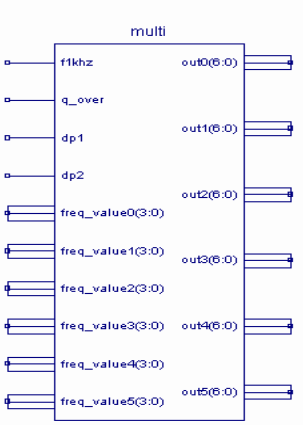 multi
f1khz
out0(6:0)
q_over
dp1
out1(6:0)
dp2
out2(6:0)
freq_value0(3:0)
freq_value1(3:0)
out3(6:0)
freq_value2(3:0)
freq_value3(3:0)
out4(6:0)
freq_value4(3:0)
freq_value5(3:0)
out5(6:0)